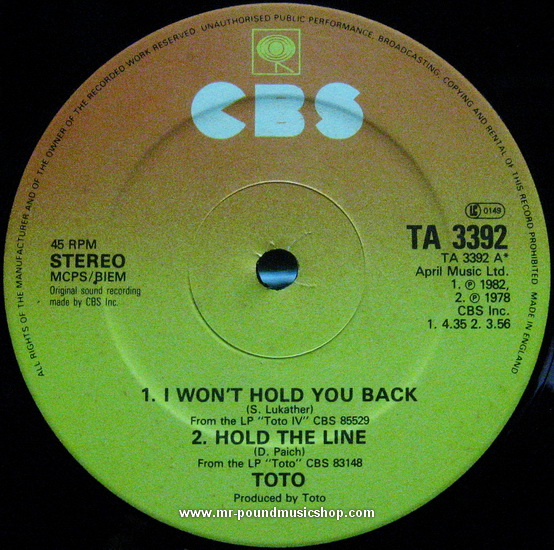 ALL RIGHTS OF THE MANUFACTURER AND OF THE OWNER OF THE RECORDED WORK RESERVED. UNAUTHORISED PUBLIC PERFORMANCE, BROADCASTING, COPYING AND RENTAL OF THIS RECORD PROHIBITED. MADE IN ENGLAND
CBS
45 RPM
STEREO
MCPS/BIEM
Original sound recording
made by CBS Inc.
LC 0149
TA 3392
TA 3392 A*
April Music Ltd.
1. ℗ 1982,
2. ℗ 1978
CBS Inc.
1. 4.35 2. 3.56
1. I WON'T HOLD YOU BACK
(S. Lukather)
From the LP "Toto IV" CBS 85529
2. HOLD THE LINE
(D. Paich)
From the LP "Toto" CBS 83148
TOTO
Produced by Toto
www.mr-poundmusicshop.com